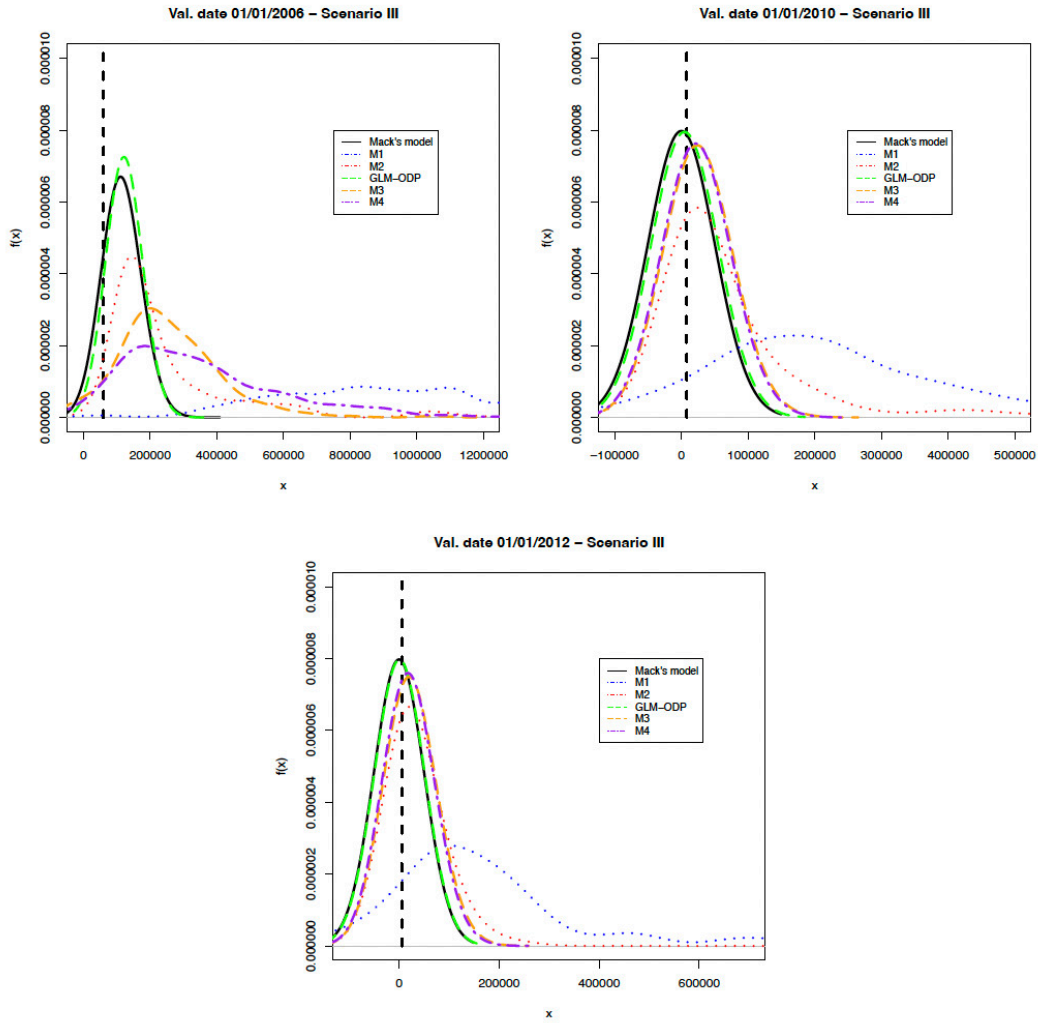 Val. date 01/01/2006 – Scenario III
f(x)
0.000000 0.000002 0.000004 0.000006 0.000008 0.000010
Mack's model
M1
M2
GLM−ODP
M3
M4
0 200000 400000 600000 800000 1000000 1200000
x
Val. date 01/01/2010 – Scenario III
f(x)
0.000000 0.000002 0.000004 0.000006 0.000008 0.000010
Mack's model
M1
M2
GLM−ODP
M3
M4
−100000 0 100000 200000 300000 400000 500000
x
Val. date 01/01/2012 – Scenario III
f(x)
0.000000 0.000002 0.000004 0.000006 0.000008 0.000010
Mack's model
M1
M2
GLM−ODP
M3
M4
0 200000 400000 600000
x